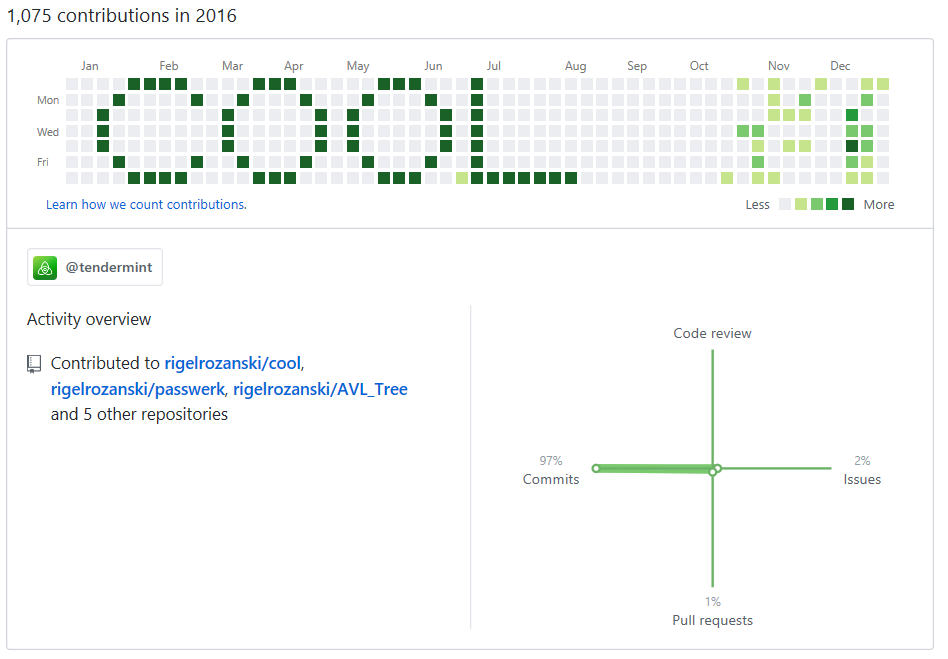 1,075 contributions in 2016
Jan Feb Mar Apr May Jun Jul Aug Sep Oct Nov Dec
Mon
Wed
Fri
COOL
Learn how we count contributions.
Less More
@tendermint
Activity overview
Contributed to rigelrozanski/cool,
rigelrozanski/passwerk, rigelrozanski/AVL_Tree
and 5 other repositories
Code review
97%
Commits
2%
Issues
1%
Pull requests